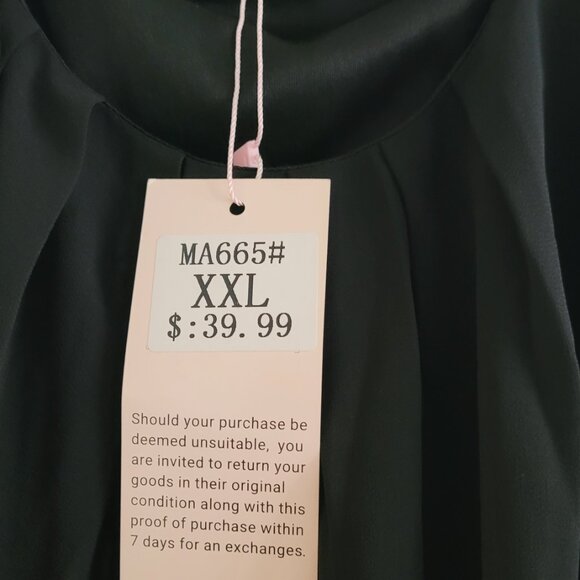 MA665#
XXL
$:39.99
Should your purchase be
deemed unsuitable, you
are invited to return your
goods in their original
condition along with this
proof of purchase within
7 days for an exchanges.